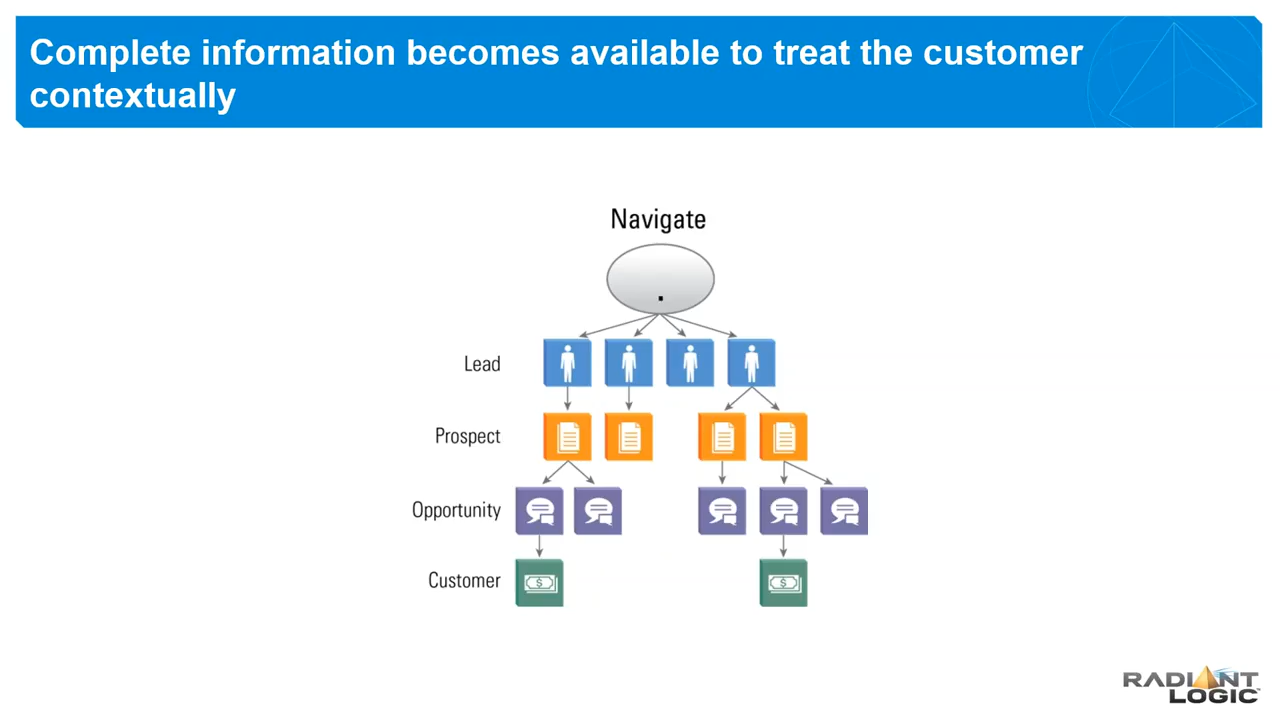 Complete information becomes available to treat the customer
contextually
Navigate
.
Lead
Prospect
Opportunity
$
$
Customer
RADIANT
LOGIC